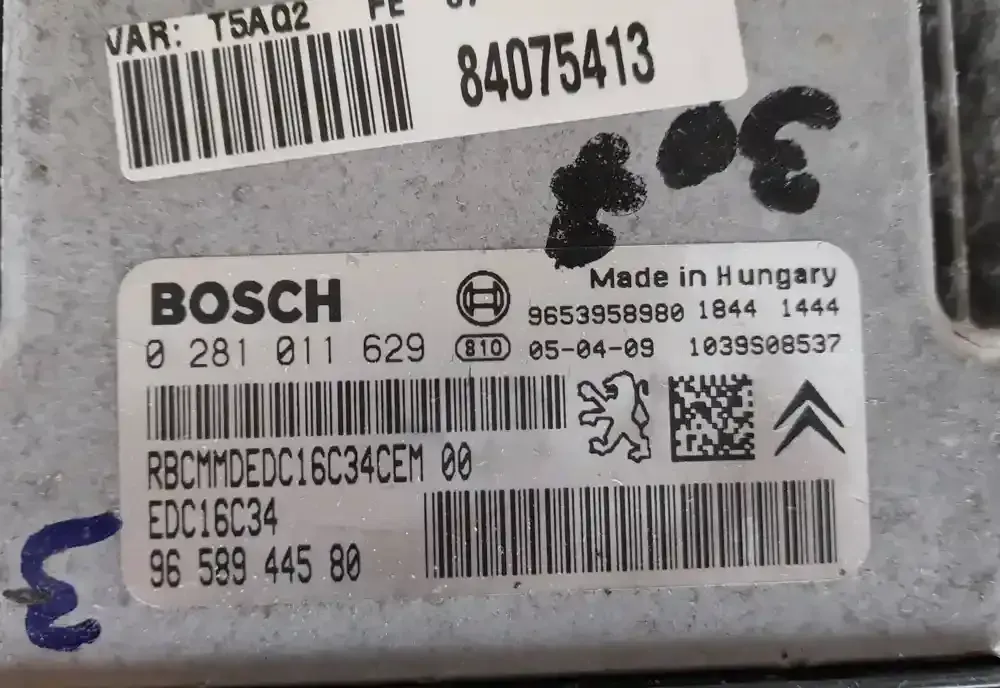 VAR: T5AQ2 FE
84075413
BOSCH
Made in Hungary
9653958980 1844 1444
0 281 011 629 810 05-04-09 1039S08537
RBCMMDEDC16C34CEM 00
EDC16C34
96 589 445 80